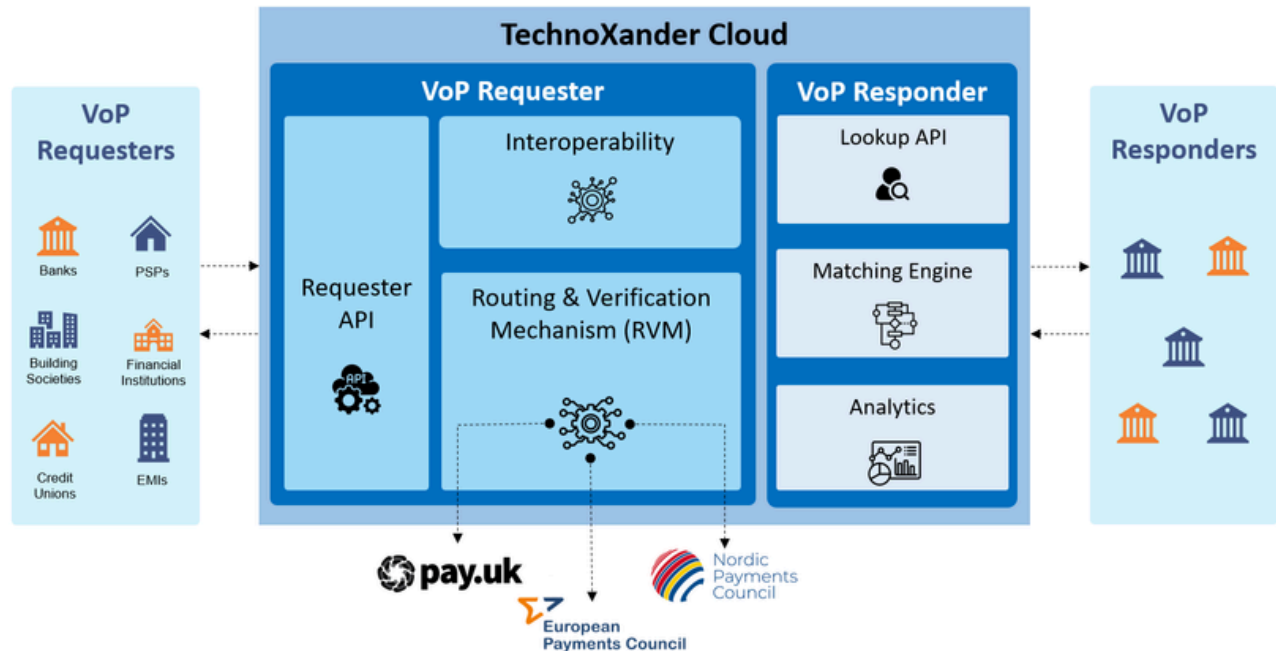 TechnoXander Cloud
VoP
Requesters
Banks
PSPs
Building
Societies
Financial
Institutions
Credit
Unions
EMIs
VoP Requester
Requester
API
API
Interoperability
Routing & Verification
Mechanism (RVM)
VoP Responder
Lookup API
Matching Engine
Analytics
VoP
Responders
pay.uk
European
Payments Council
Nordic
Payments
Council